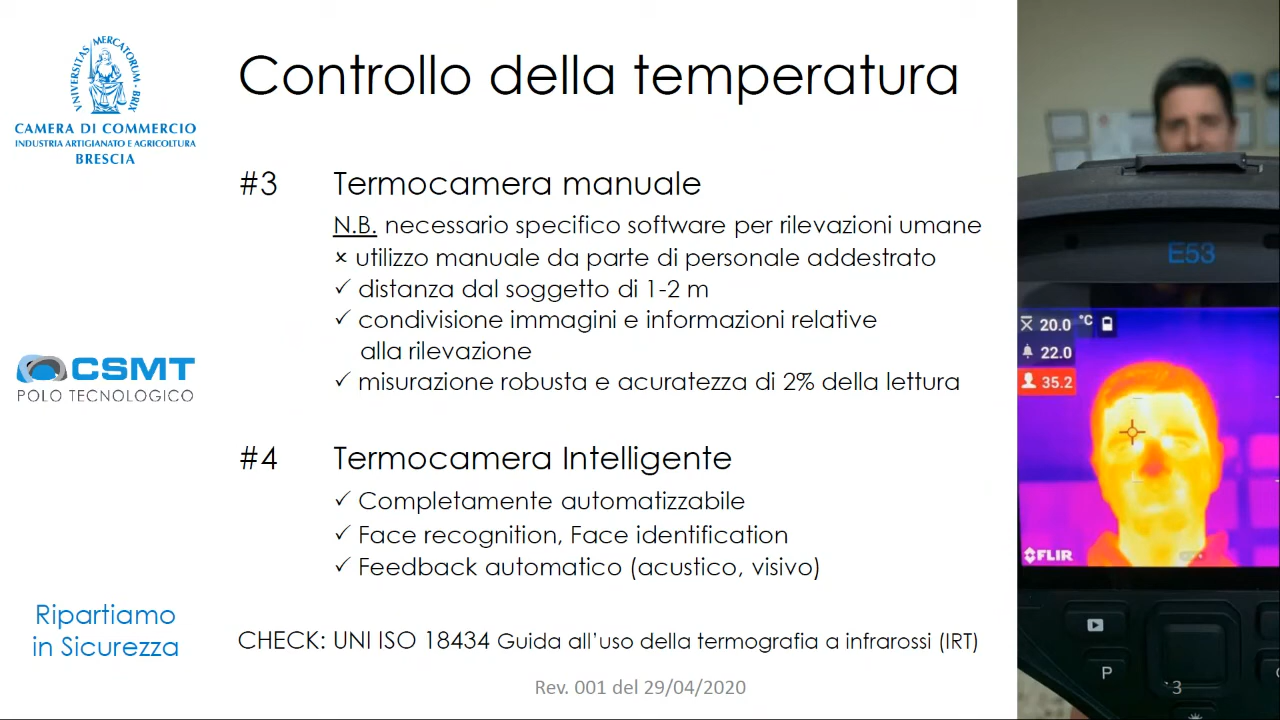 UNIVERSITAS MERCATORUM BRIX
CAMERA DI COMMERCIO
INDUSTRIA ARTIGIANATO E AGRICOLTURA
BRESCIA
Controllo della temperatura
#3 Termocamera manuale
N.B. necessario specifico software per rilevazioni umane
× utilizzo manuale da parte di personale addestrato
✓ distanza dal soggetto di 1-2 m
✓ condivisione immagini e informazioni relative
alla rilevazione
✓ misurazione robusta e acuratezza di 2% della lettura
CSMT
POLO TECNOLOGICO
#4 Termocamera Intelligente
✓ Completamente automatizzabile
✓ Face recognition, Face identification
✓ Feedback automatico (acustico, visivo)
Ripartiamo
in Sicurezza
CHECK: UNI ISO 18434 Guida all’uso della termografia a infrarossi (IRT)
Rev. 001 del 29/04/2020
E53
20.0 °C
22.0
35.2
FLIR
P
13